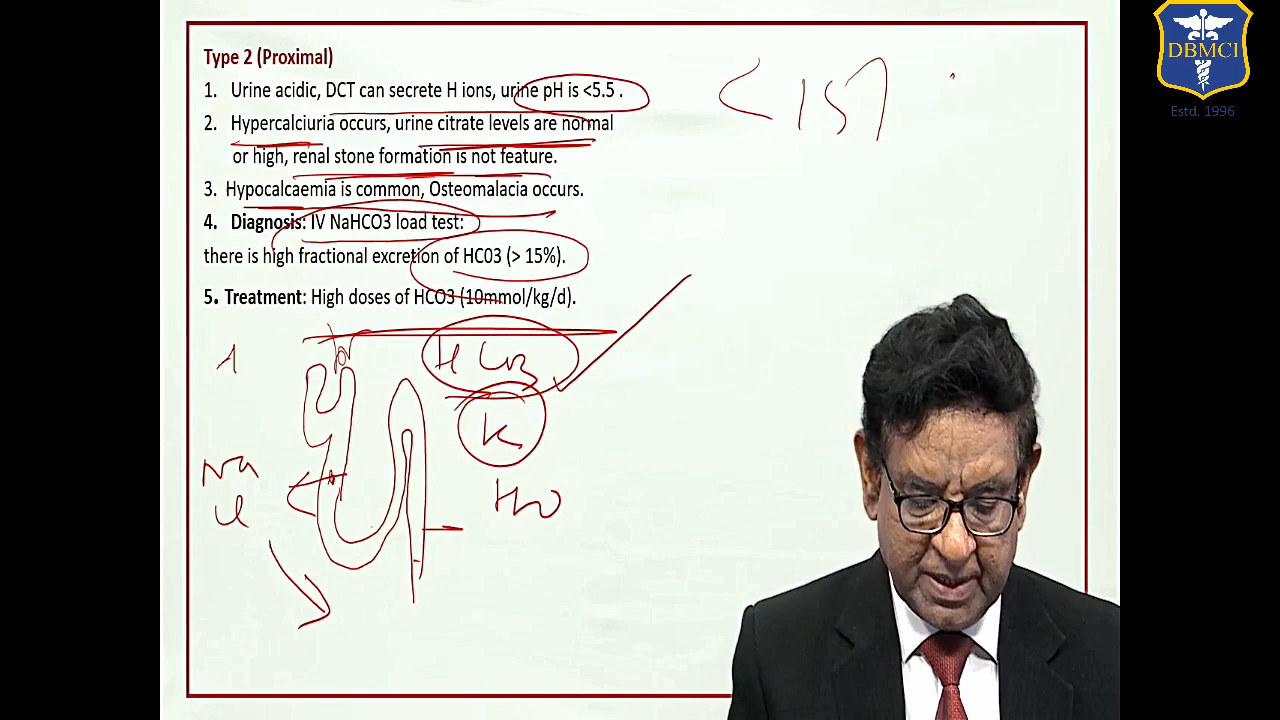 Type 2 (Proximal)
1. Urine acidic, DCT can secrete H ions, urine pH is <5.5 .
2. Hypercalciuria occurs, urine citrate levels are normal
or high, renal stone formation is not feature.
3. Hypocalcaemia is common, Osteomalacia occurs.
4. Diagnosis: IV NaHCO3 load test:
there is high fractional excretion of HC03 (> 15%).
5. Treatment: High doses of HCO3 (10mmol/kg/d).
HCO3
K
Na
DBMCI
Estd. 1996